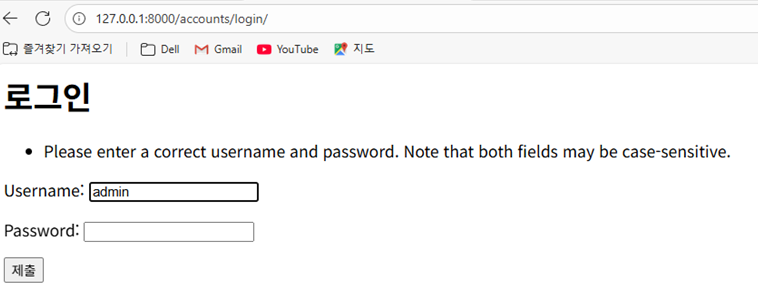 127.0.0.1:8000/accounts/login/
즐겨찾기 가져오기 Dell Gmail YouTube 지도
로그인
Please enter a correct username and password. Note that both fields may be case-sensitive.
Username: admin
Password:
제출